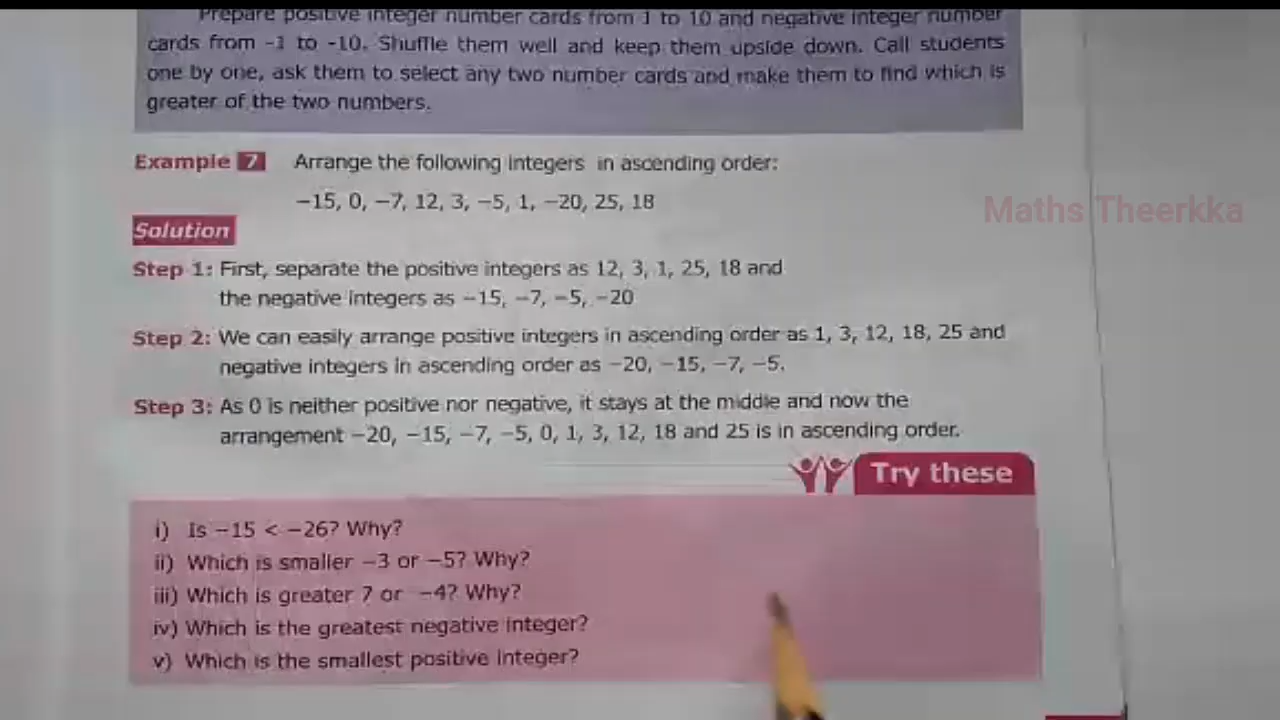 Prepare positive integer number cards from 1 to 10 and negative integer number
cards from -1 to -10. Shuffle them well and keep them upside down. Call students
one by one, ask them to select any two number cards and make them to find which is
greater of the two numbers.
Example 7 Arrange the following integers in ascending order:
−15, 0, −7, 12, 3, −5, 1, −20, 25, 18
Maths Theerkka
Solution
Step 1: First, separate the positive integers as 12, 3, 1, 25, 18 and
the negative integers as −15, −7, −5, −20
Step 2: We can easily arrange positive integers in ascending order as 1, 3, 12, 18, 25 and
negative integers in ascending order as −20, −15, −7, −5.
Step 3: As 0 is neither positive nor negative, it stays at the middle and now the
arrangement −20, −15, −7, −5, 0, 1, 3, 12, 18 and 25 is in ascending order.
Try these
i) Is −15 < −26? Why?
ii) Which is smaller −3 or −5? Why?
iii) Which is greater 7 or −4? Why?
iv) Which is the greatest negative integer?
v) Which is the smallest positive integer?